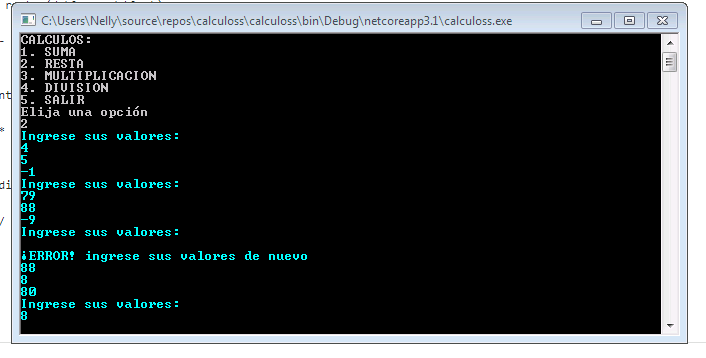 C:\Users\Nelly\source\repos\calculoss\calculoss\bin\Debug\netcoreapp3.1\calculoss.exe
CALCULOS:
1. SUMA
2. RESTA
3. MULTIPLICACION
4. DIVISION
5. SALIR
Elija una opción
2
Ingrese sus valores:
4
5
-1
Ingrese sus valores:
79
88
-9
Ingrese sus valores:

¡ERROR! ingrese sus valores de nuevo
88
8
80
Ingrese sus valores:
8